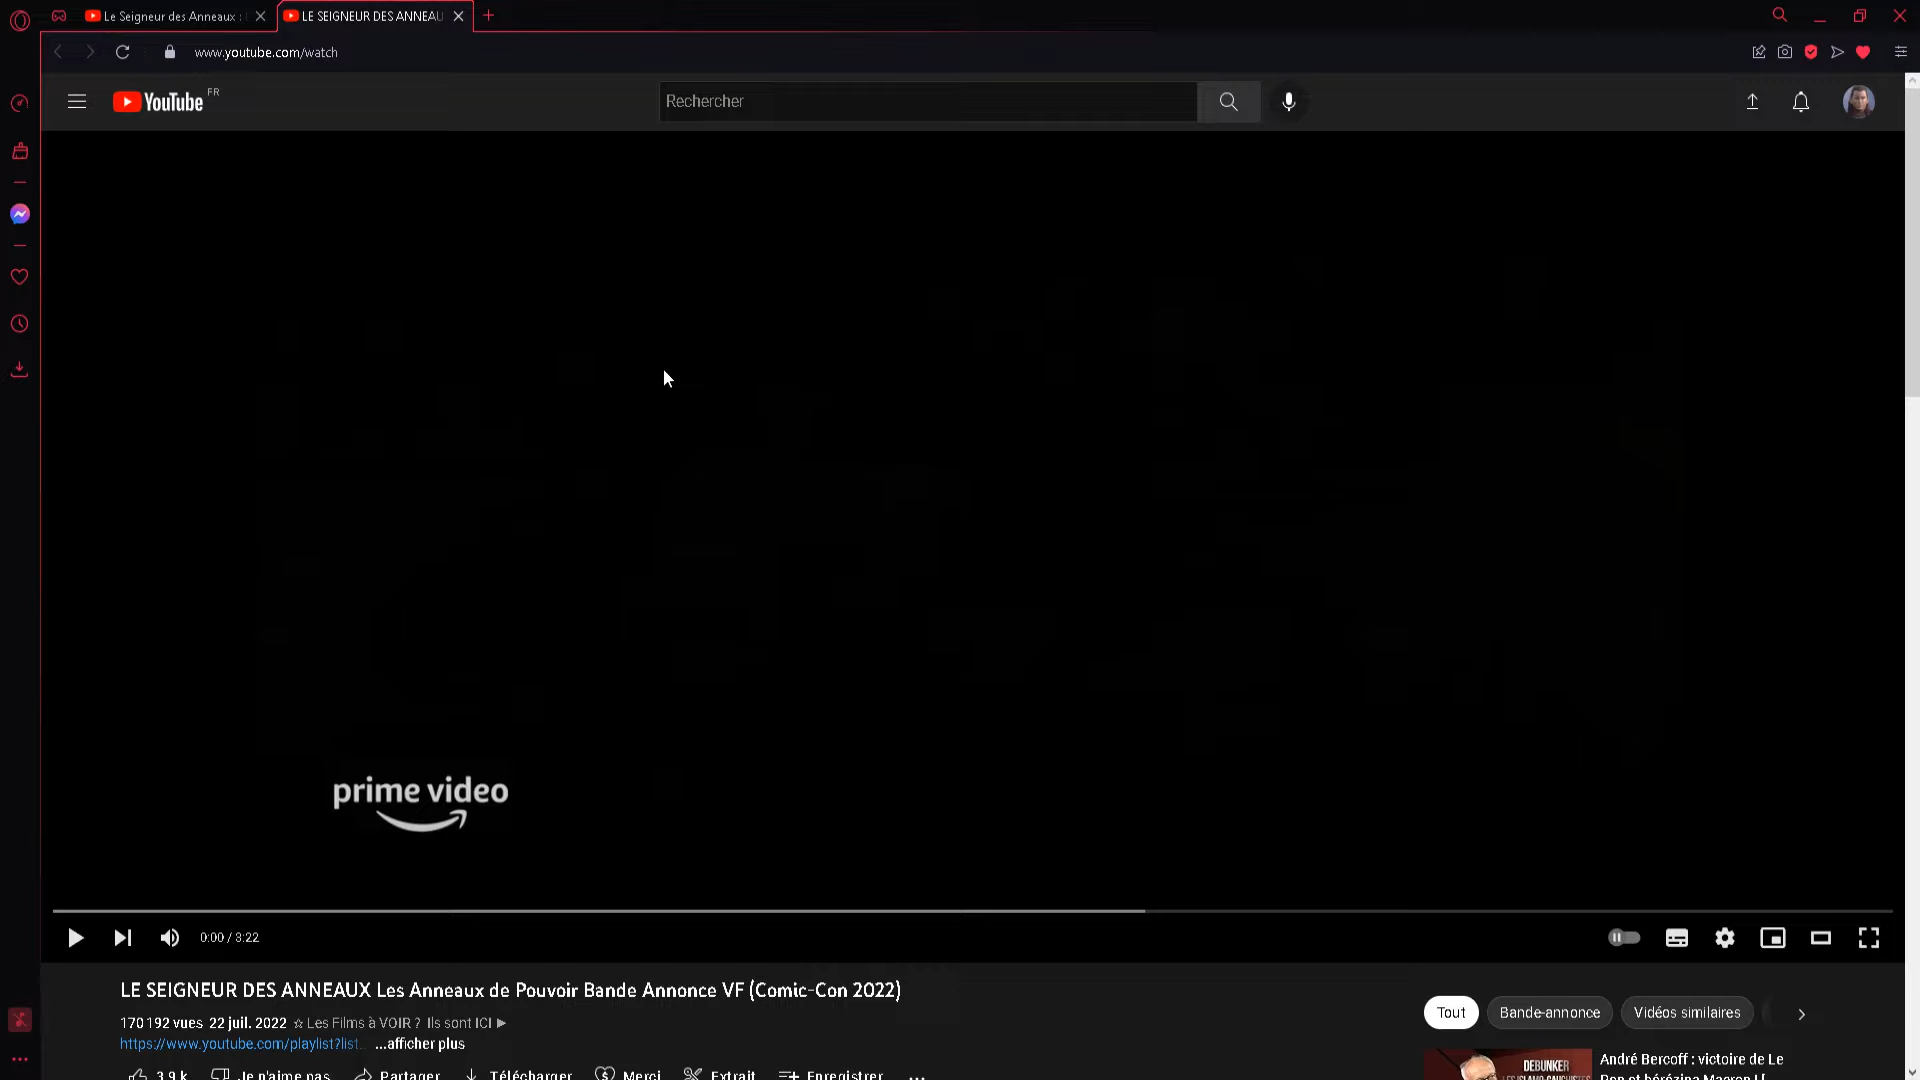 Le Seigneur des Anneaux :
LE SEIGNEUR DES ANNEAU
www.youtube.com/watch
YouTube FR
Rechercher
prime video
0:00 / 3:22
LE SEIGNEUR DES ANNEAUX Les Anneaux de Pouvoir Bande Annonce VF (Comic-Con 2022)
170 192 vues 22 juil. 2022 ☆ Les Films à VOIR ? Ils sont ICI ▶
https://www.youtube.com/playlist?list... ...afficher plus
3,9 k Je n'aime pas Partager Télécharger Merci Extrait Enregistrer ...
Tout Bande-annonce Vidéos similaires
DEBUNKER
André Bercoff : victoire de Le
Pen et bérézina Macron !